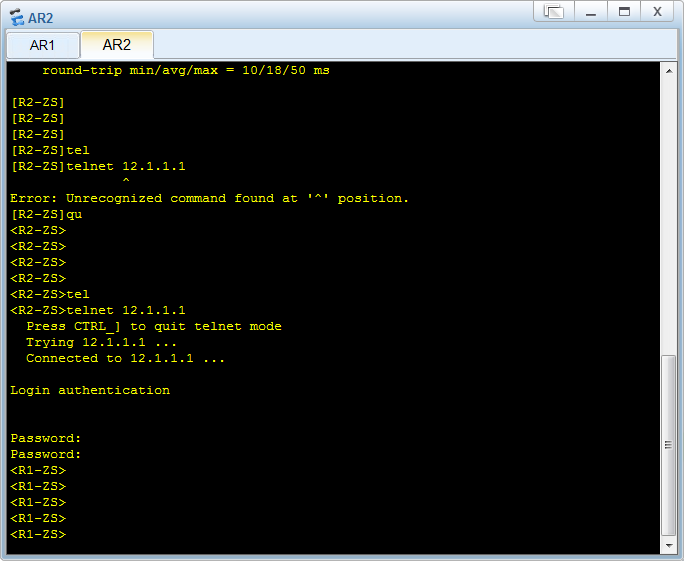 AR2
AR1 AR2
round-trip min/avg/max = 10/18/50 ms
[R2-ZS]
[R2-ZS]
[R2-ZS]
[R2-ZS]tel
[R2-ZS]telnet 12.1.1.1
^
Error: Unrecognized command found at '^' position.
[R2-ZS]qu
<R2-ZS>
<R2-ZS>
<R2-ZS>
<R2-ZS>
<R2-ZS>tel
<R2-ZS>telnet 12.1.1.1
Press CTRL_] to quit telnet mode
Trying 12.1.1.1 ...
Connected to 12.1.1.1 ...
Login authentication
Password:
Password:
<R1-ZS>
<R1-ZS>
<R1-ZS>
<R1-ZS>
<R1-ZS>